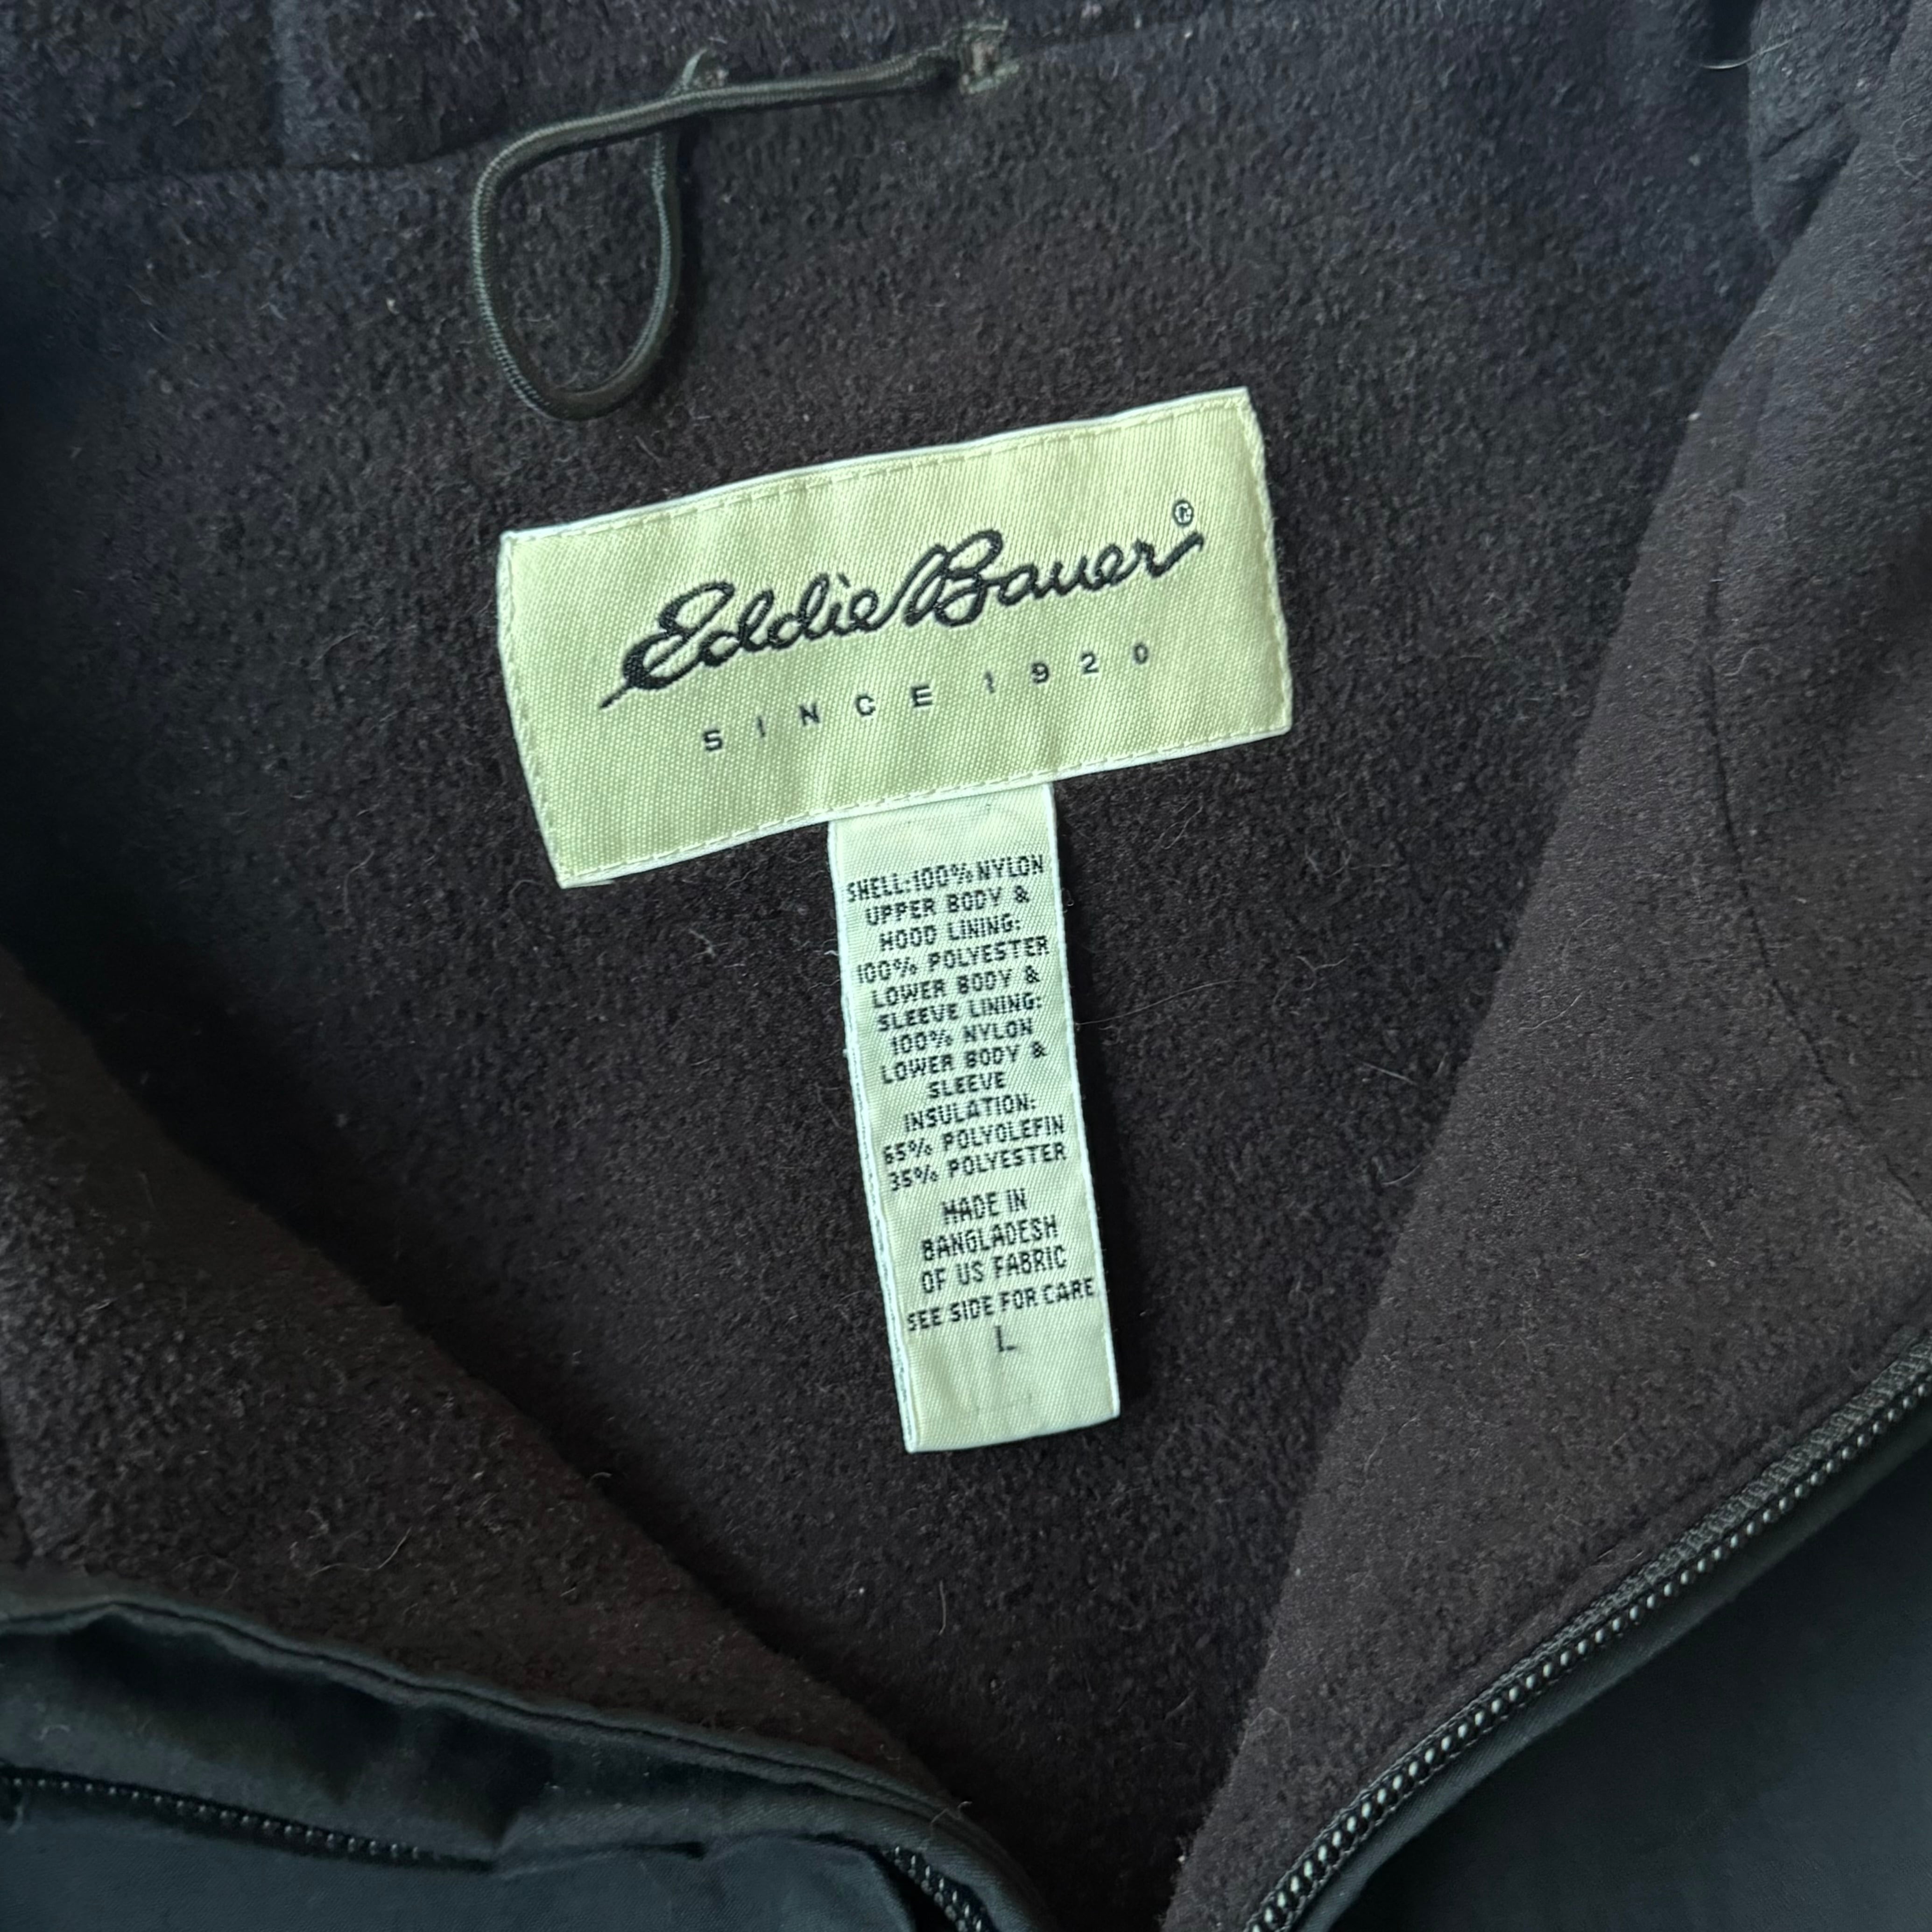 Eddie Bauer®
SINCE 1920
SHELL:100% NYLON
UPPER BODY &
HOOD LINING:
100% POLYESTER
LOWER BODY &
SLEEVE LINING:
100% NYLON
LOWER BODY &
SLEEVE
INSULATION:
65% POLYOLEFIN
35% POLYESTER
MADE IN
BANGLADESH
OF US FABRIC
SEE SIDE FOR CARE
L